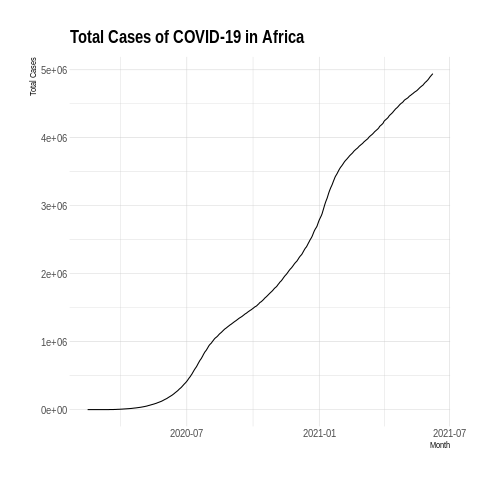 Total Cases of COVID-19 in Africa
Total Cases
5e+06
4e+06
3e+06
2e+06
1e+06
0e+00
2020-07
2021-01
2021-07
Month